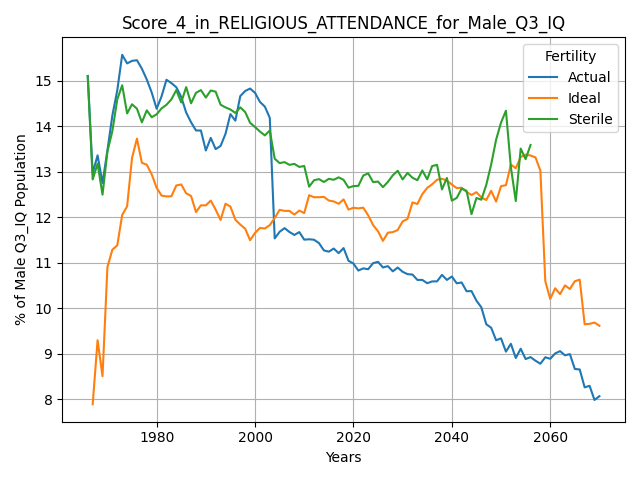 Score_4_in_RELIGIOUS_ATTENDANCE_for_Male_Q3_IQ
Fertility
Actual
Ideal
Sterile
% of Male Q3_IQ Population
15
14
13
12
11
10
9
8
1980
2000
2020
2040
2060
Years